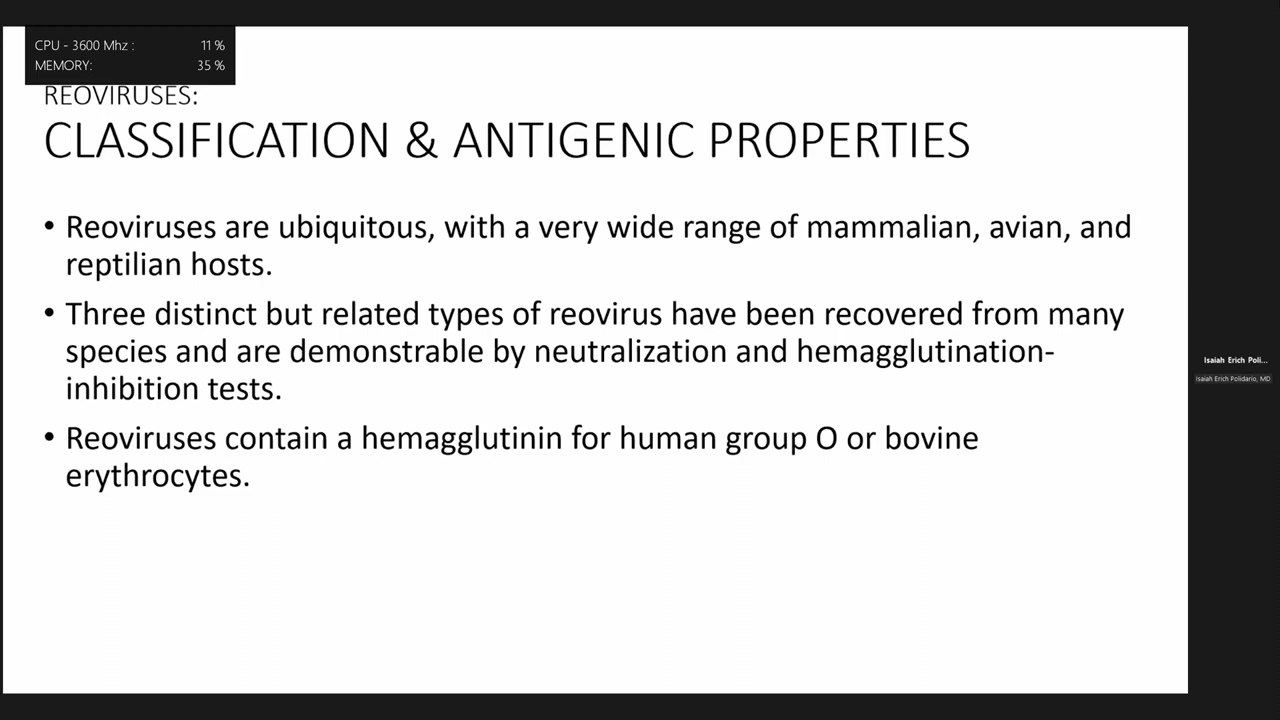 CPU - 3600 Mhz : 11 %
MEMORY: 35 %
REOVIRUSES:
CLASSIFICATION & ANTIGENIC PROPERTIES
• Reoviruses are ubiquitous, with a very wide range of mammalian, avian, and
reptilian hosts.
• Three distinct but related types of reovirus have been recovered from many
species and are demonstrable by neutralization and hemagglutination-
inhibition tests.
• Reoviruses contain a hemagglutinin for human group O or bovine
erythrocytes.
Isaiah Erich Poli...
Isaiah Erich Polidario, MD